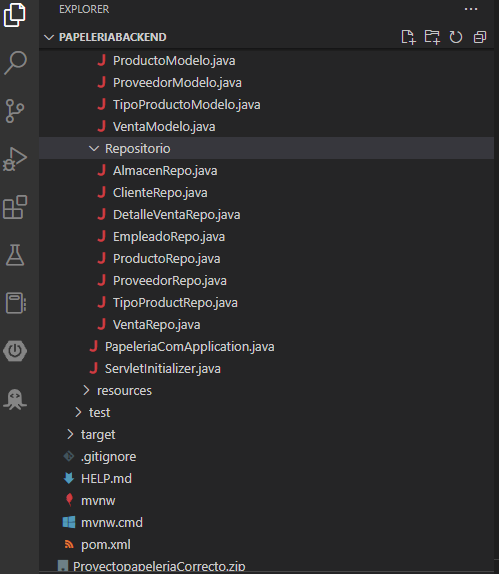 EXPLORER
PAPELERIABACKEND
ProductoModelo.java
ProveedorModelo.java
TipoProductoModelo.java
VentaModelo.java
Repositorio
AlmacenRepo.java
ClienteRepo.java
DetalleVentaRepo.java
EmpleadoRepo.java
ProductoRepo.java
ProveedorRepo.java
TipoProductRepo.java
VentaRepo.java
PapeleriaComApplication.java
ServletInitializer.java
resources
test
target
.gitignore
HELP.md
mvnw
mvnw.cmd
pom.xml
ProyectopapeleriaCorrecto.zip